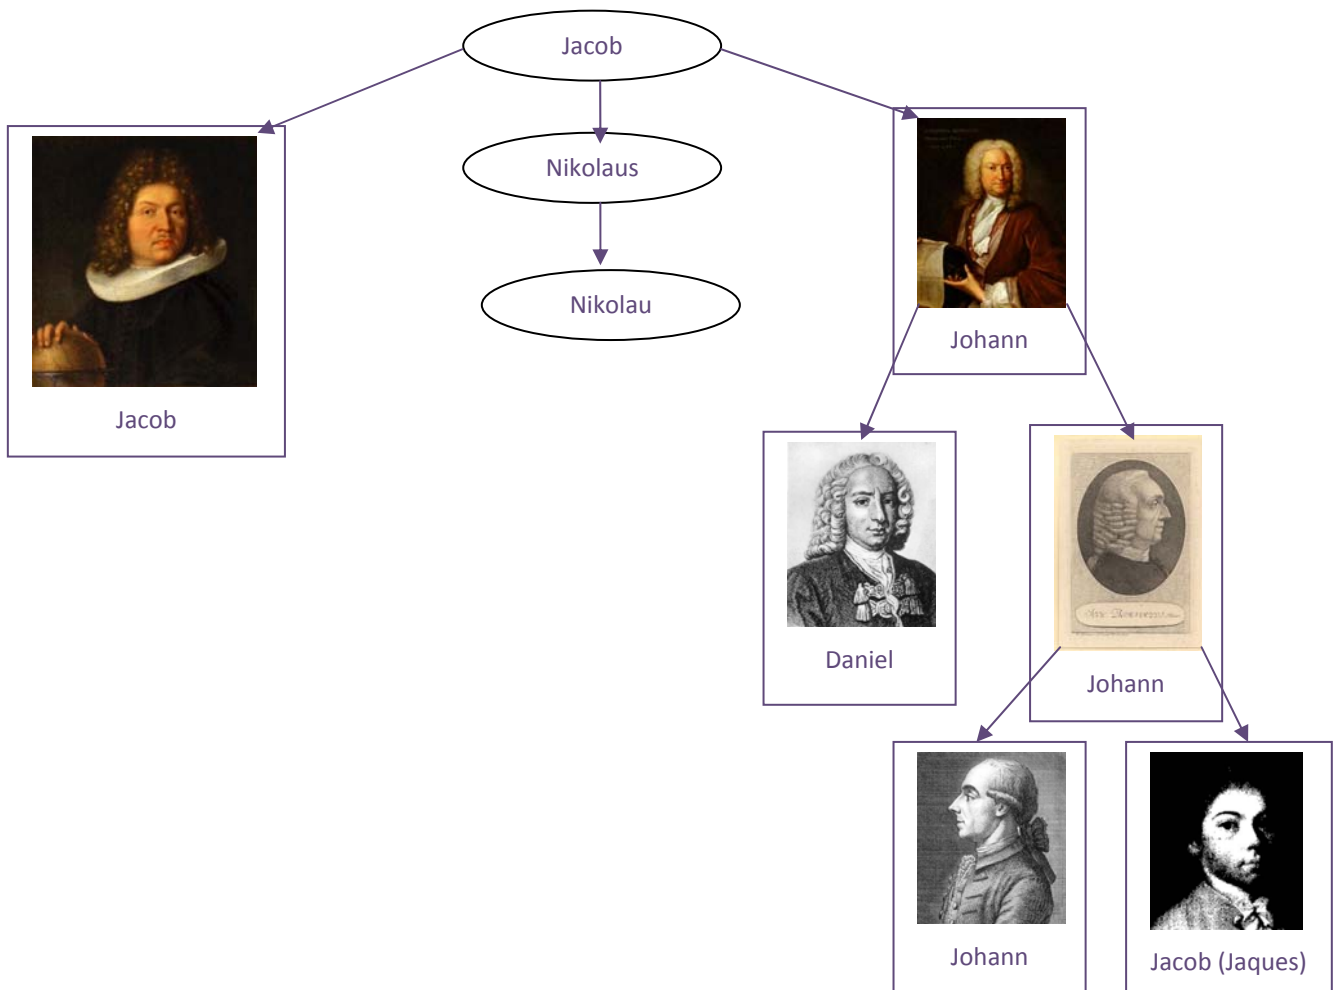 Jacob
Nikolaus
Nikolau
Jacob
Johann
Daniel
Johann
Johann
Jacob (Jaques)